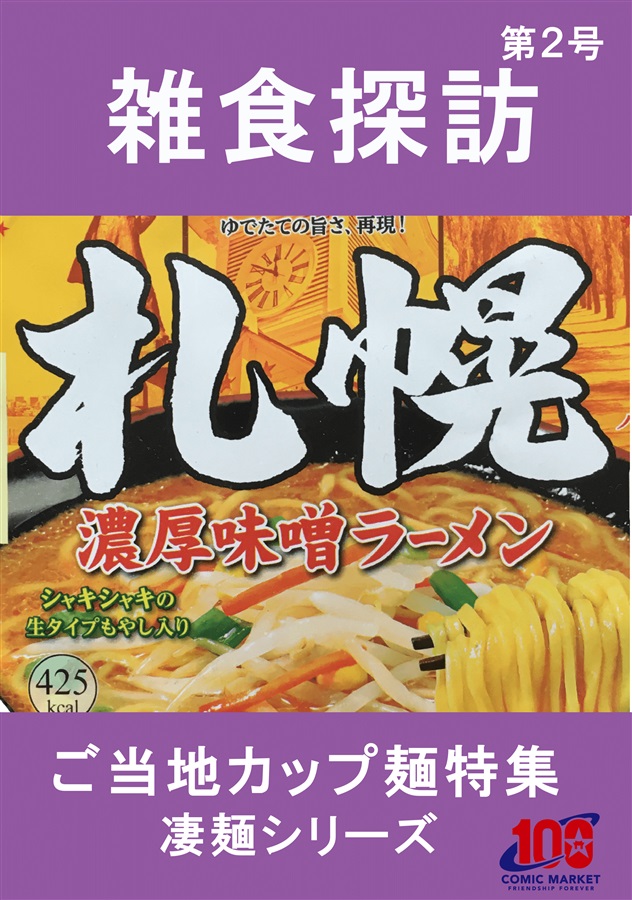 第2号
雑食探訪
ゆでたての旨さ、再現!
札幌
濃厚味噌ラーメン
シャキシャキの
生タイプもやし入り
425
kcal
ご当地カップ麺特集
凄麺シリーズ
100
COMIC MARKET
FRIENDSHIP FOREVER